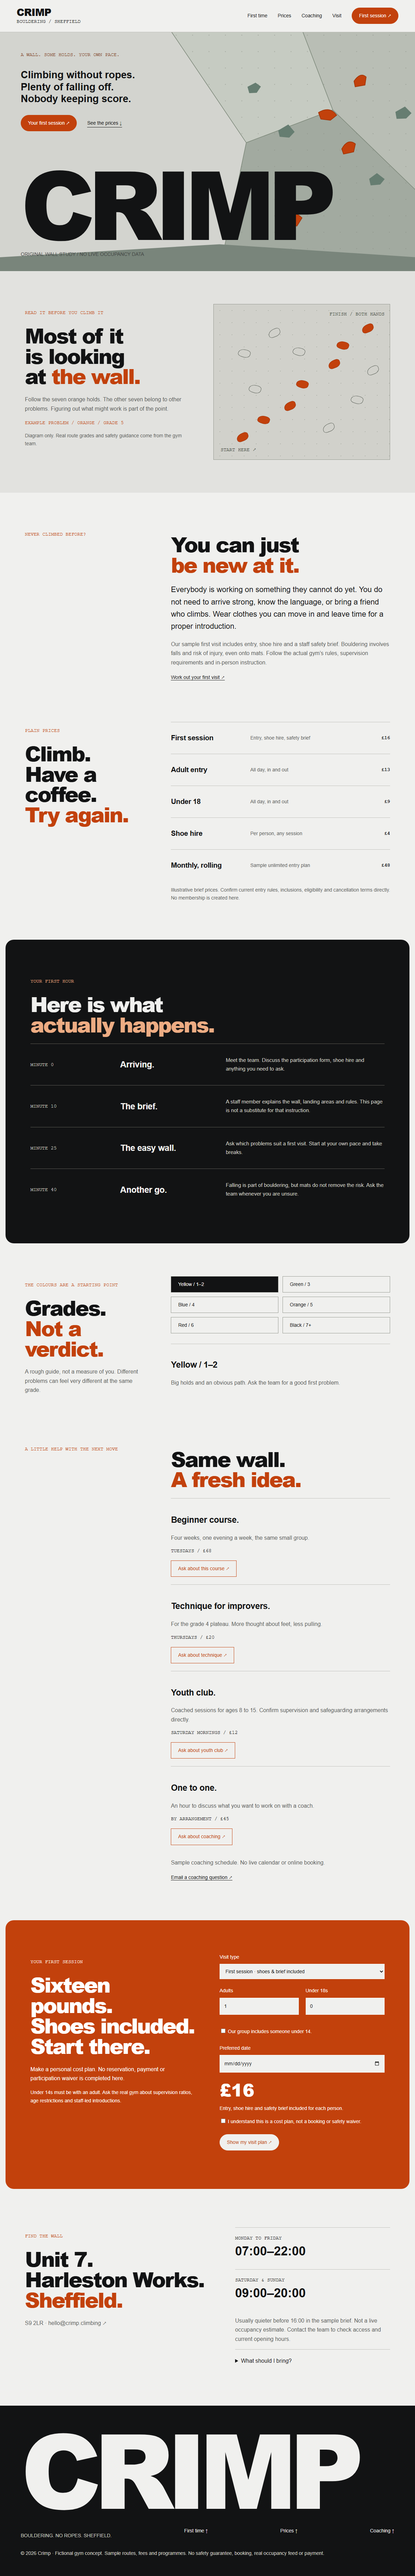 CRIMP
BOULDERING / SHEFFIELD
First time
Prices
Coaching
Visit
First session ↗
A WALL. SOME HOLDS. YOUR OWN PACE.
Climbing without ropes.
Plenty of falling off.
Nobody keeping score.
Your first session ↗
See the prices ↓
CRIMP
ORIGINAL WALL STUDY / NO LIVE OCCUPANCY DATA
READ IT BEFORE YOU CLIMB IT
Most of it
is looking
at the wall.
Follow the seven orange holds. The other seven belong to other
problems. Figuring out what might work is part of the point.
EXAMPLE PROBLEM / ORANGE / GRADE 5
Diagram only. Real route grades and safety guidance come from the gym
team.
FINISH / BOTH HANDS
START HERE ↗
NEVER CLIMBED BEFORE?
You can just
be new at it.
Everybody is working on something they cannot do yet. You do
not need to arrive strong, know the language, or bring a friend
who climbs. Wear clothes you can move in and leave time for a
proper introduction.
Our sample first visit includes entry, shoe hire and a staff safety brief. Bouldering involves
falls and risk of injury, even onto mats. Follow the actual gym's rules, supervision
requirements and in-person instruction.
Work out your first visit ↗
PLAIN PRICES
Climb.
Have a
coffee.
Try again.
First session
Entry, shoe hire, safety brief
£16
Adult entry
All day, in and out
£13
Under 18
All day, in and out
£9
Shoe hire
Per person, any session
£4
Monthly, rolling
Sample unlimited entry plan
£48
Illustrative brief prices. Confirm current entry rules, inclusions, eligibility and cancellation terms directly.
No membership is created here.
YOUR FIRST HOUR
Here is what
actually happens.
MINUTE 0
Arriving.
Meet the team. Discuss the participation form, shoe hire and
anything you need to ask.
MINUTE 10
The brief.
A staff member explains the wall, landing areas and rules. This page
is not a substitute for that instruction.
MINUTE 25
The easy wall.
Ask which problems suit a first visit. Start at your own pace and take
breaks.
MINUTE 40
Another go.
Falling is part of bouldering, but mats do not remove the risk. Ask the
team whenever you are unsure.
THE COLOURS ARE A STARTING POINT
Grades.
Not a
verdict.
A rough guide, not a measure of you. Different
problems can feel very different at the same
grade.
Yellow / 1–2
Green / 3
Blue / 4
Orange / 5
Red / 6
Black / 7+
Yellow / 1–2
Big holds and an obvious path. Ask the team for a good first problem.
A LITTLE HELP WITH THE NEXT MOVE
Same wall.
A fresh idea.
Beginner course.
Four weeks, one evening a week, the same small group.
TUESDAYS / £68
Ask about this course ↗
Technique for improvers.
For the grade 4 plateau. More thought about feet, less pulling.
THURSDAYS / £20
Ask about technique ↗
Youth club.
Coached sessions for ages 8 to 15. Confirm supervision and safeguarding arrangements
directly.
SATURDAY MORNINGS / £12
Ask about youth club ↗
One to one.
An hour to discuss what you want to work on with a coach.
BY ARRANGEMENT / £45
Ask about coaching ↗
Sample coaching schedule. No live calendar or online booking.
Email a coaching question ↗
YOUR FIRST SESSION
Sixteen
pounds.
Shoes included.
Start there.
Make a personal cost plan. No reservation, payment or
participation waiver is completed here.
Under 14s must be with an adult. Ask the real gym about supervision ratios,
age restrictions and staff-led introductions.
Visit type
First session · shoes & brief included
Adults
Under 18s
1
0
Our group includes someone under 14.
Preferred date
mm/dd/yyyy
£16
Entry, shoe hire and safety brief included for each person.
I understand this is a cost plan, not a booking or safety waiver.
Show my visit plan ↗
FIND THE WALL
Unit 7.
Harleston Works.
Sheffield.
S9 2LR · hello@crimp.climbing ↗
MONDAY TO FRIDAY
07:00–22:00
SATURDAY & SUNDAY
09:00–20:00
Usually quieter before 16:00 in the sample brief. Not a live
occupancy estimate. Contact the team to check access and
current opening hours.
▶ What should I bring?
CRIMP
BOULDERING. NO ROPES. SHEFFIELD.
First time ↑
Prices ↑
Coaching ↑
© 2026 Crimp · Fictional gym concept. Sample routes, fees and programmes. No safety guarantee, booking, real occupancy feed or payment.